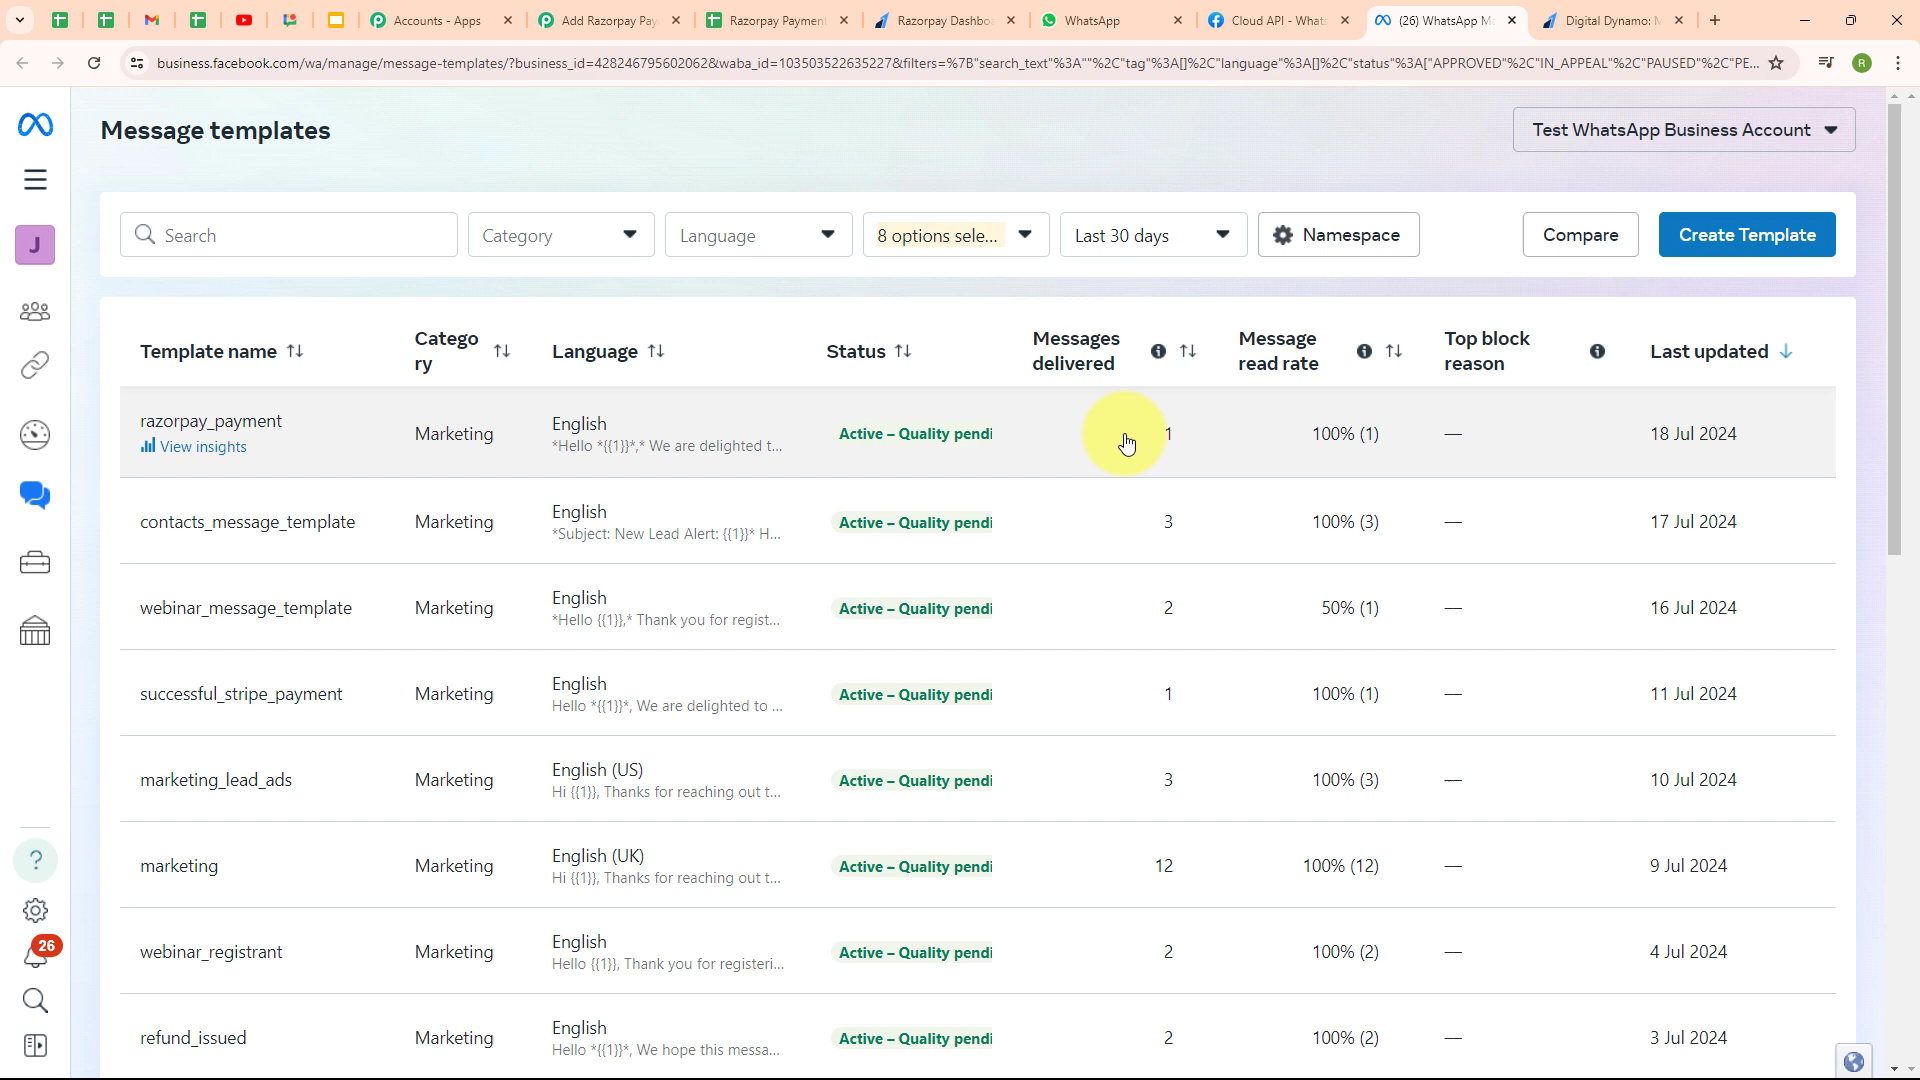 Accounts - Apps
Add Razorpay Pay
Razorpay Payment
Razorpay Dashbo
WhatsApp
Cloud API - Whats
(26) WhatsApp M
Digital Dynamo: M
business.facebook.com/wa/manage/message-templates/?business_id=428246795602062&waba_id=103503522635227&filters=%7B"search_text"%3A""%2C"tag"%3A[]%2C"language"%3A[]%2C"status"%3A["APPROVED"%2C"IN_APPEAL"%2C"PAUSED"%2C"PE...
R
Message templates
Test WhatsApp Business Account
J
Search
Category
Language
8 options sele...
Last 30 days
Namespace
Compare
Create Template
Template name
Catego
ry
Language
Status
Messages
delivered
Message
read rate
Top block
reason
Last updated
razorpay_payment
View insights
Marketing
English
*Hello *{{1}}*,* We are delighted t...
Active – Quality pendi
1
100% (1)
—
18 Jul 2024
contacts_message_template
Marketing
English
*Subject: New Lead Alert: {{1}}* H...
Active – Quality pendi
3
100% (3)
—
17 Jul 2024
webinar_message_template
Marketing
English
*Hello {{1}},* Thank you for regist...
Active – Quality pendi
2
50% (1)
—
16 Jul 2024
successful_stripe_payment
Marketing
English
Hello *{{1}}*, We are delighted to ...
Active – Quality pendi
1
100% (1)
—
11 Jul 2024
marketing_lead_ads
Marketing
English (US)
Hi {{1}}, Thanks for reaching out t...
Active – Quality pendi
3
100% (3)
—
10 Jul 2024
marketing
Marketing
English (UK)
Hi {{1}}, Thanks for reaching out t...
Active – Quality pendi
12
100% (12)
—
9 Jul 2024
webinar_registrant
Marketing
English
Hello {{1}}, Thank you for registeri...
Active – Quality pendi
2
100% (2)
—
4 Jul 2024
refund_issued
Marketing
English
Hello *{{1}}*, We hope this messa...
Active – Quality pendi
2
100% (2)
—
3 Jul 2024
?
26